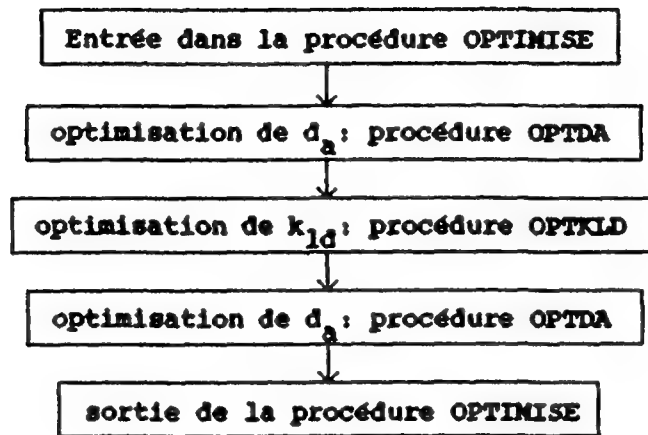 Entrée dans la procédure OPTIMISE
optimisation de d_a: procédure OPTDA
optimisation de k_ld: procédure OPTKLD
optimisation de d_a: procédure OPTDA
sortie de la procédure OPTIMISE